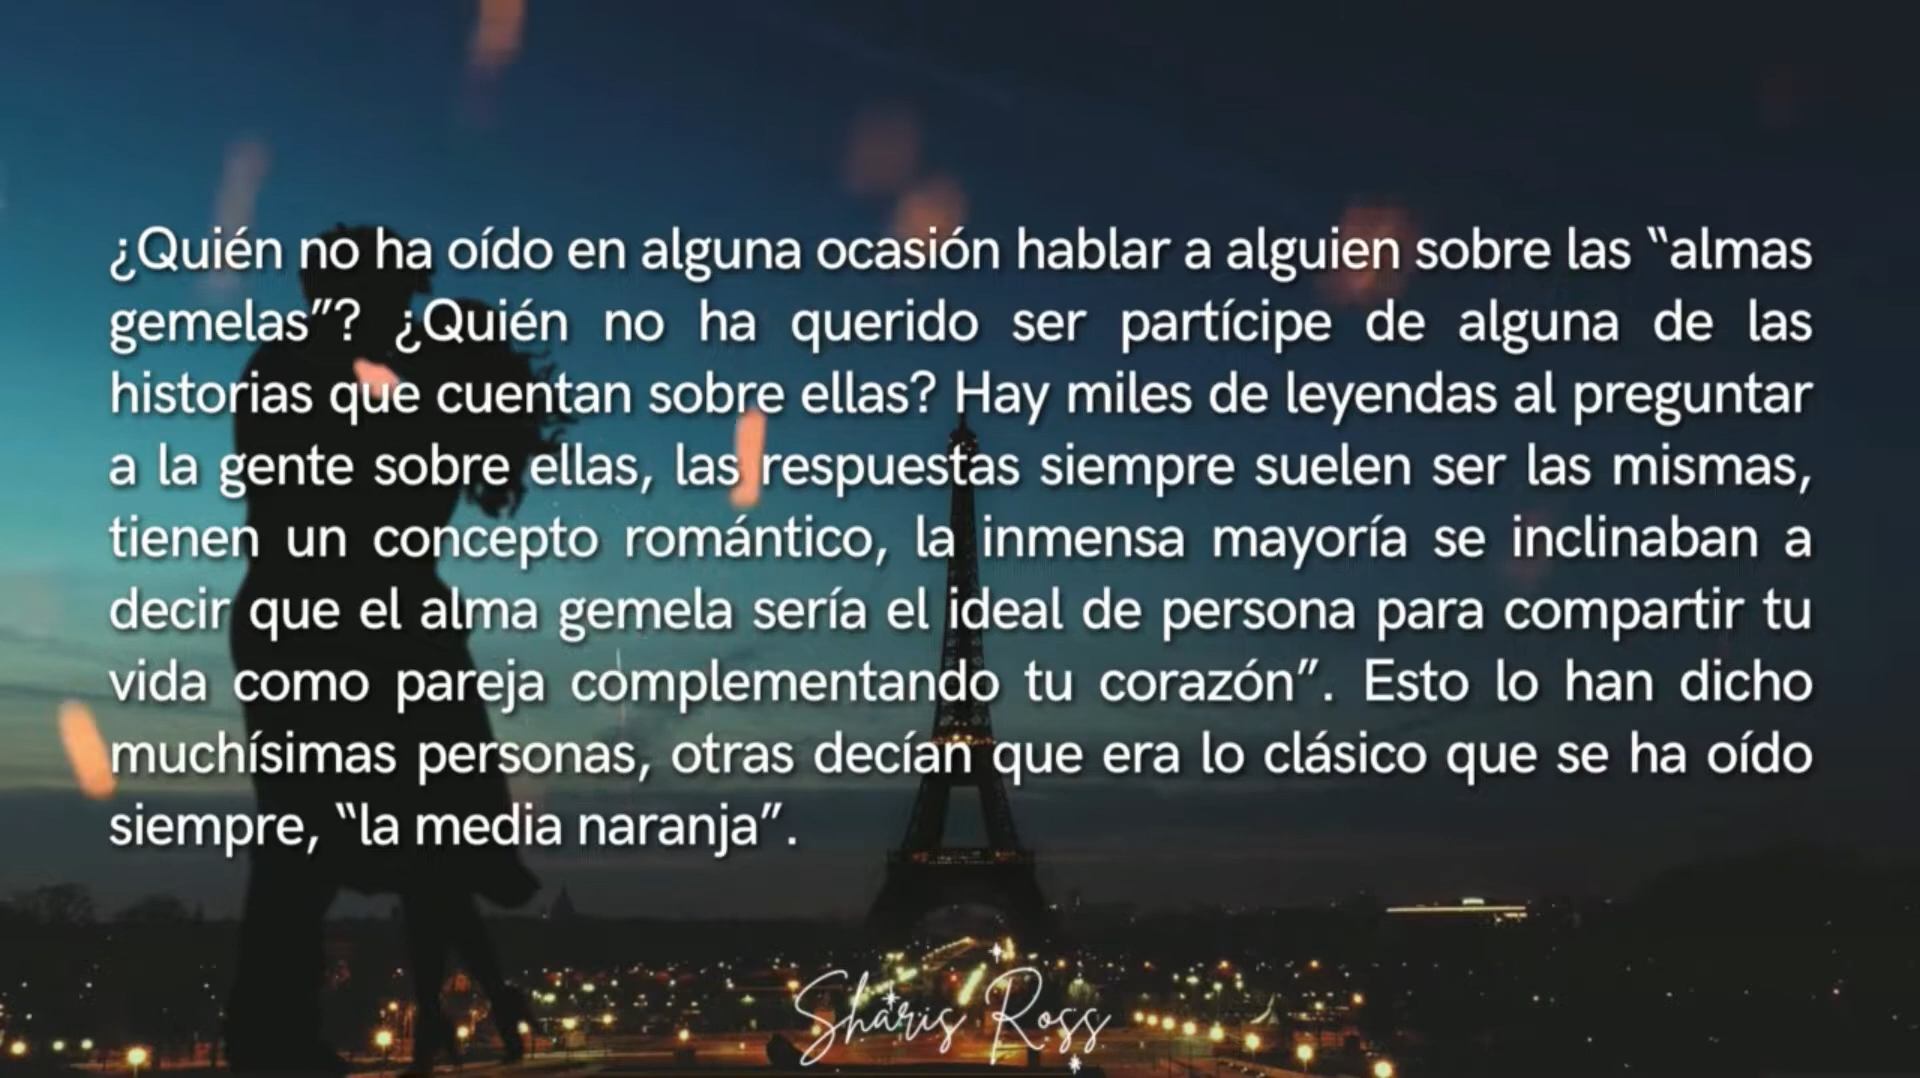 ¿Quién no ha oído en alguna ocasión hablar a alguien sobre las “almas
gemelas”? ¿Quién no ha querido ser partícipe de alguna de las
historias que cuentan sobre ellas? Hay miles de leyendas al preguntar
a la gente sobre ellas, las respuestas siempre suelen ser las mismas,
tienen un concepto romántico, la inmensa mayoría se inclinaban a
decir que el alma gemela sería el ideal de persona para compartir tu
vida como pareja complementando tu corazón”. Esto lo han dicho
muchísimas personas, otras decían que era lo clásico que se ha oído
siempre, “la media naranja”.
Sharis Ross